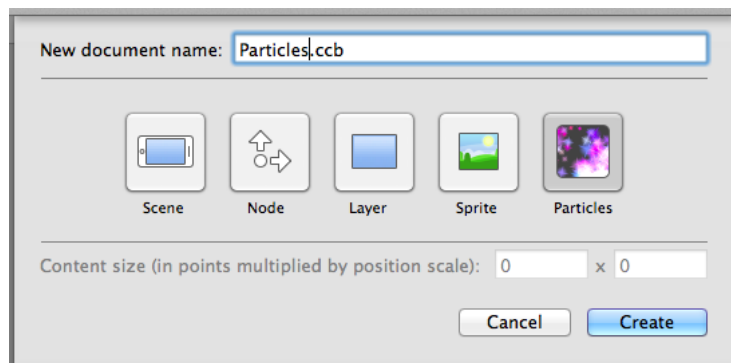 New document name: Particles.ccb
Scene Node Layer Sprite Particles
Content size (in points multiplied by position scale): 0 x 0
Cancel Create